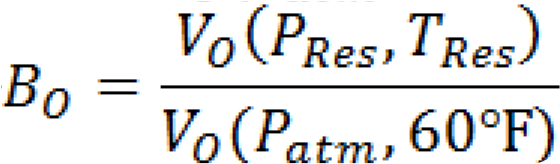 B_O = V_O(P_Res, T_Res) / V_O(P_atm, 60°F)